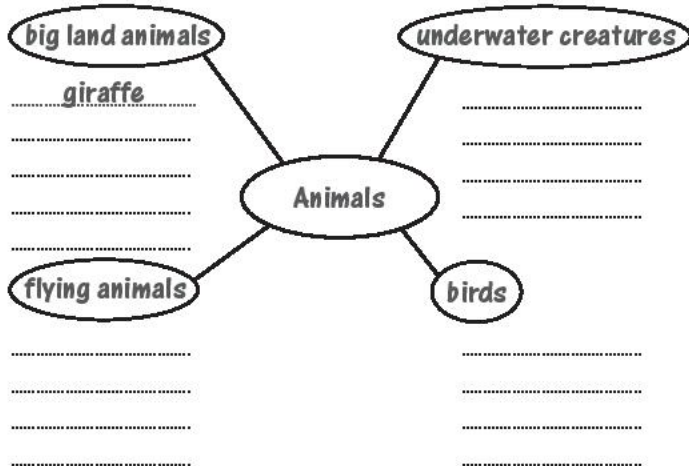 big land animals
underwater creatures
giraffe
Animals
flying animals
birds